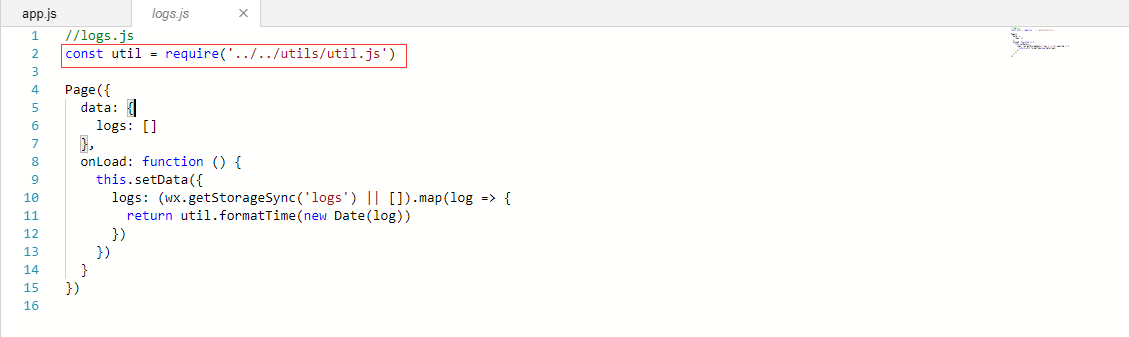 app.js
logs.js ×
1 //logs.js
2 const util = require('../../utils/util.js')
3
4 Page({
5   data: {
6     logs: []
7   },
8   onLoad: function () {
9     this.setData({
10       logs: (wx.getStorageSync('logs') || []).map(log => {
11         return util.formatTime(new Date(log))
12       })
13     })
14   }
15 })
16